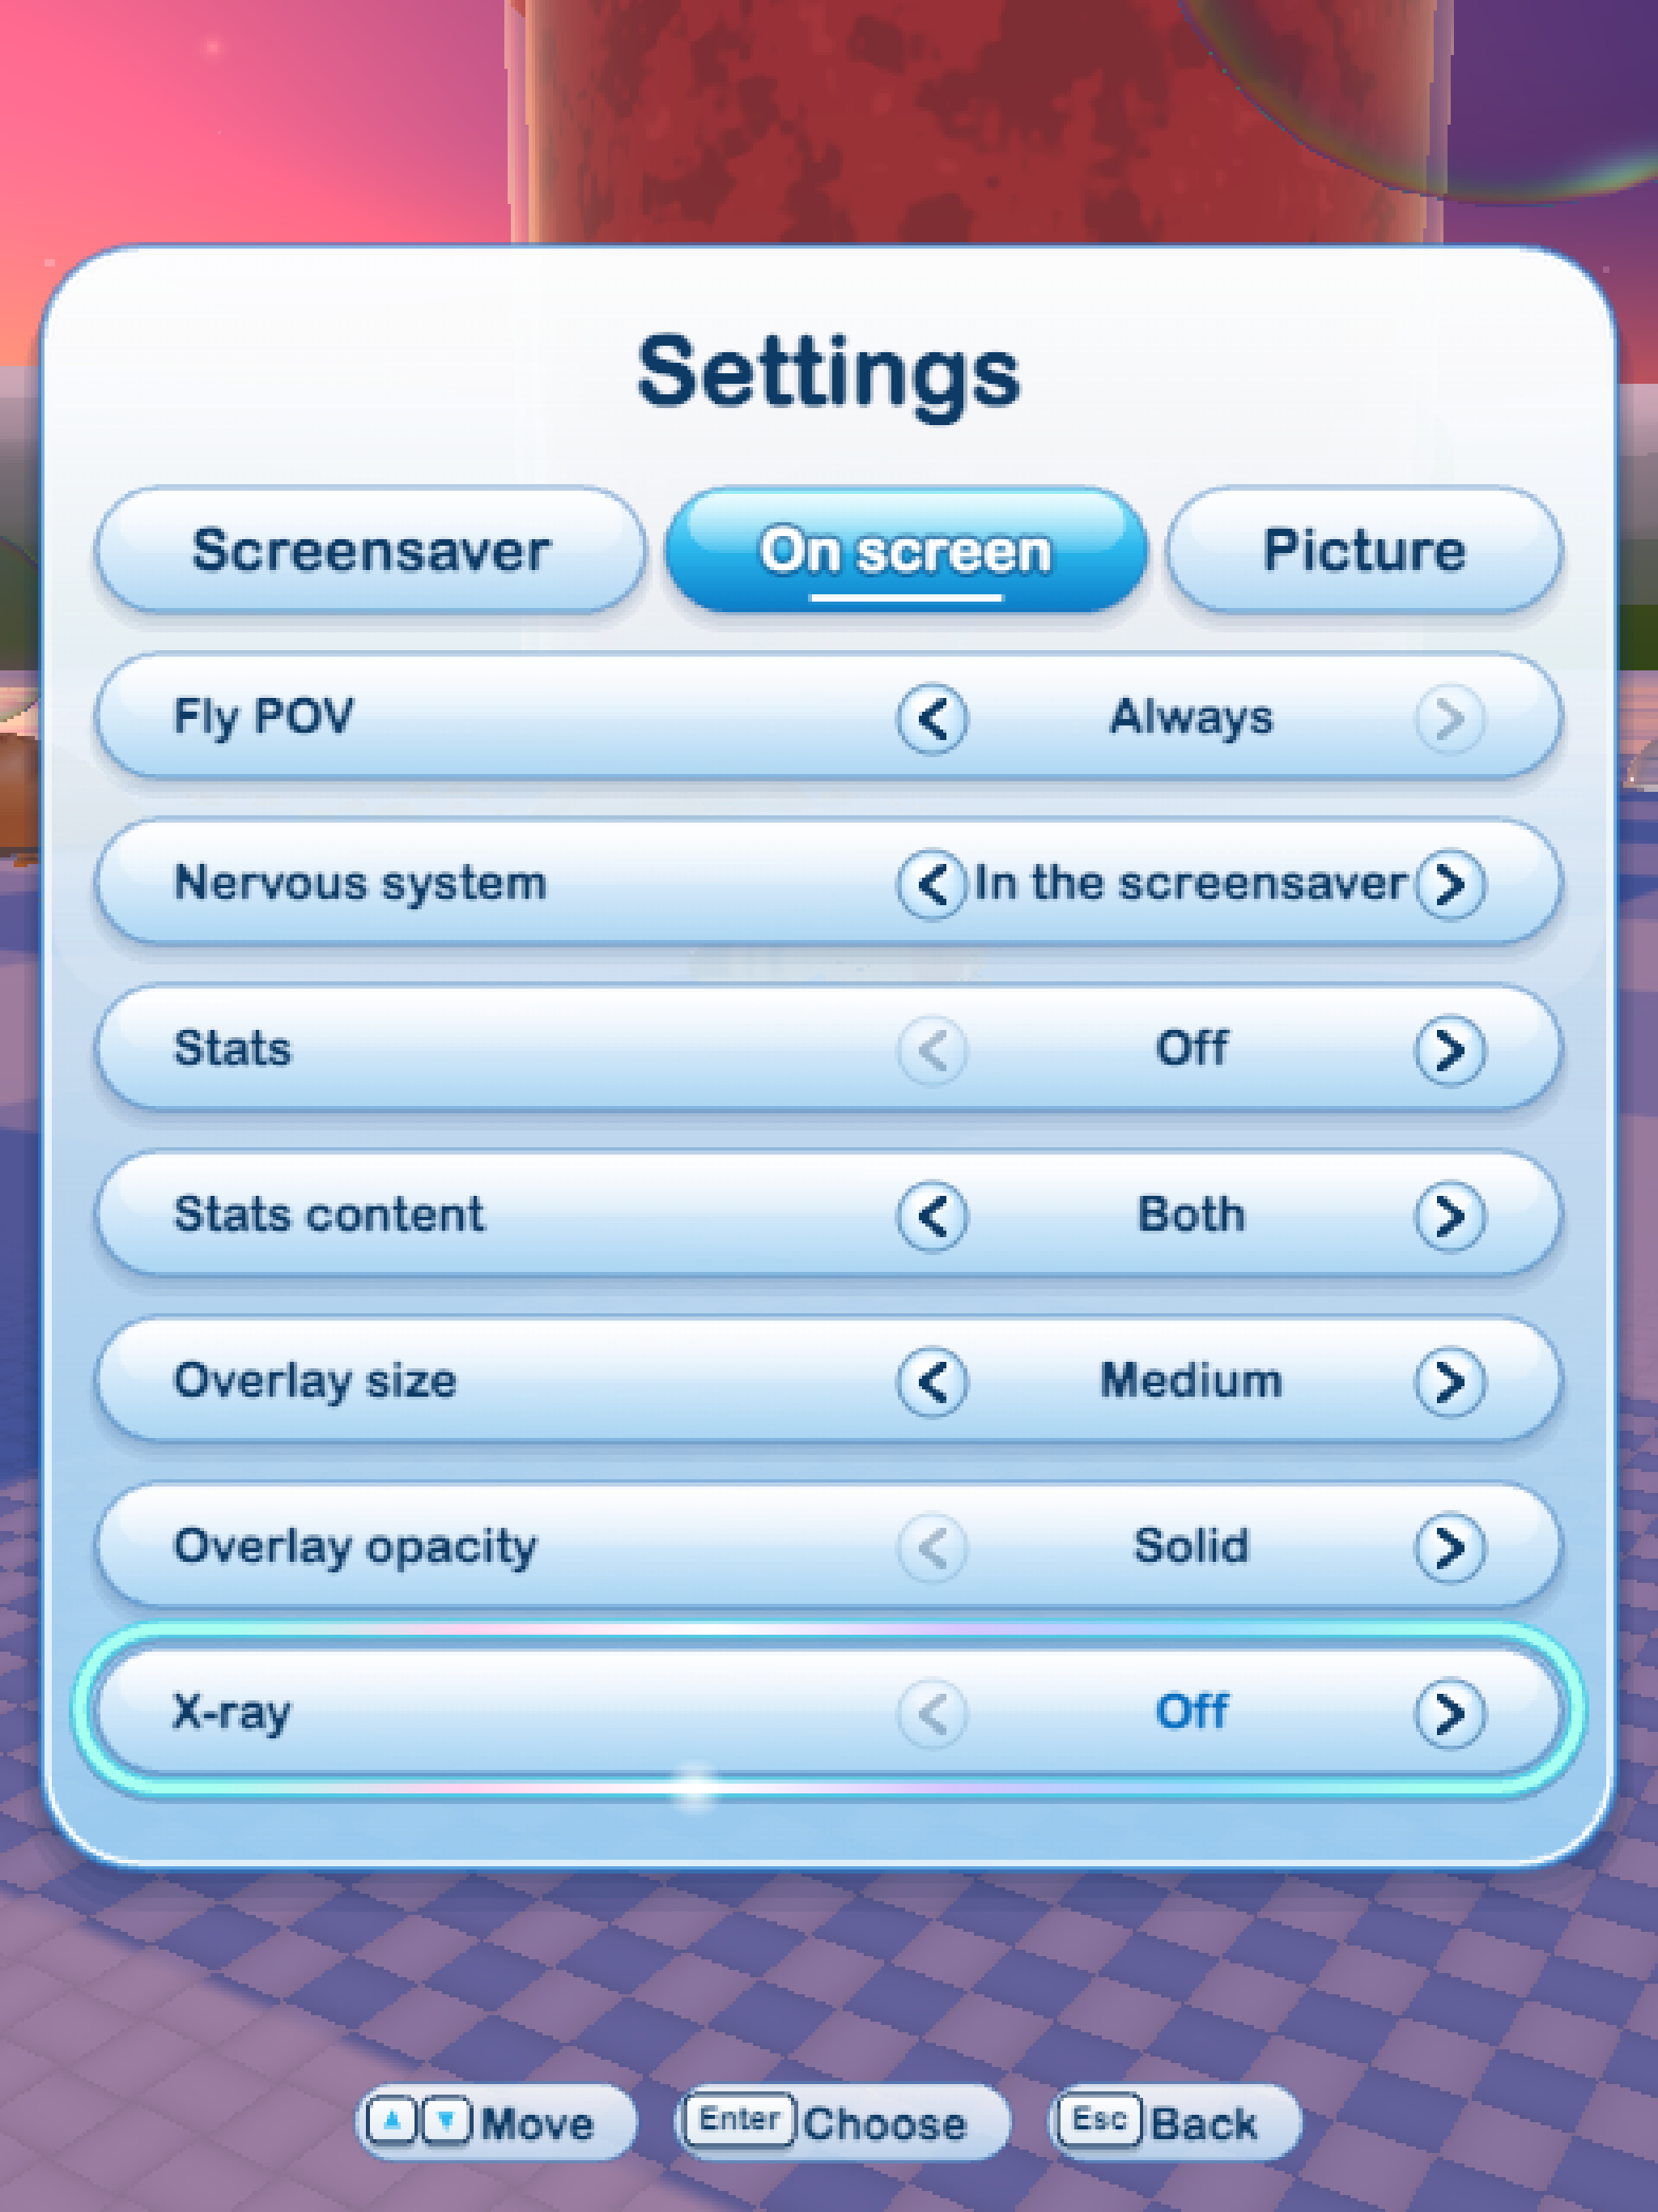 Settings
Screensaver On screen Picture
Fly POV < Always >
Nervous system < In the screensaver >
Stats < Off >
Stats content < Both >
Overlay size < Medium >
Overlay opacity < Solid >
X-ray < Off >
▲ ▼ Move Enter Choose Esc Back